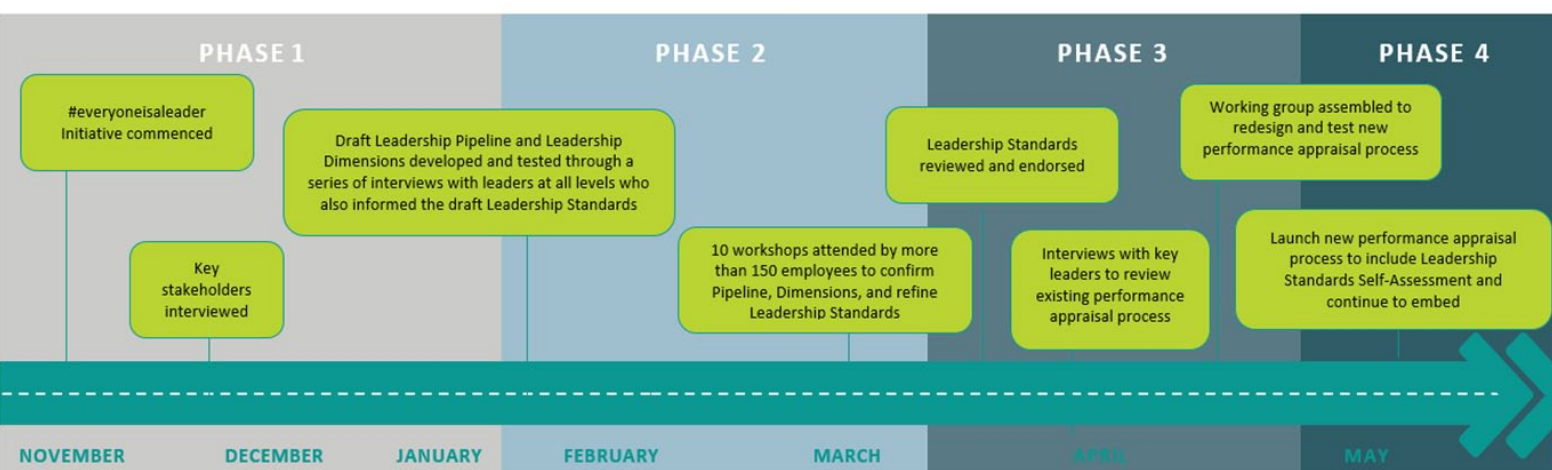 PHASE 1
PHASE 2
PHASE 3
PHASE 4
#everyoneisaleader
Initiative commenced
Key
stakeholders
interviewed
Draft Leadership Pipeline and Leadership
Dimensions developed and tested through a
series of interviews with leaders at all levels who
also informed the draft Leadership Standards
10 workshops attended by more
than 150 employees to confirm
Pipeline, Dimensions, and refine
Leadership Standards
Leadership Standards
reviewed and endorsed
Interviews with key
leaders to review
existing performance
appraisal process
Working group assembled to
redesign and test new
performance appraisal process
Launch new performance appraisal
process to include Leadership
Standards Self-Assessment and
continue to embed
NOVEMBER
DECEMBER
JANUARY
FEBRUARY
MARCH
APRIL
MAY